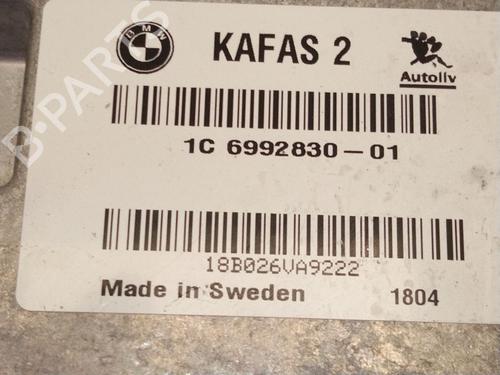 BMW
KAFAS 2
Autoliv
1C 6992830-01
18B026VA9222
Made in Sweden 1804
B-PARTS